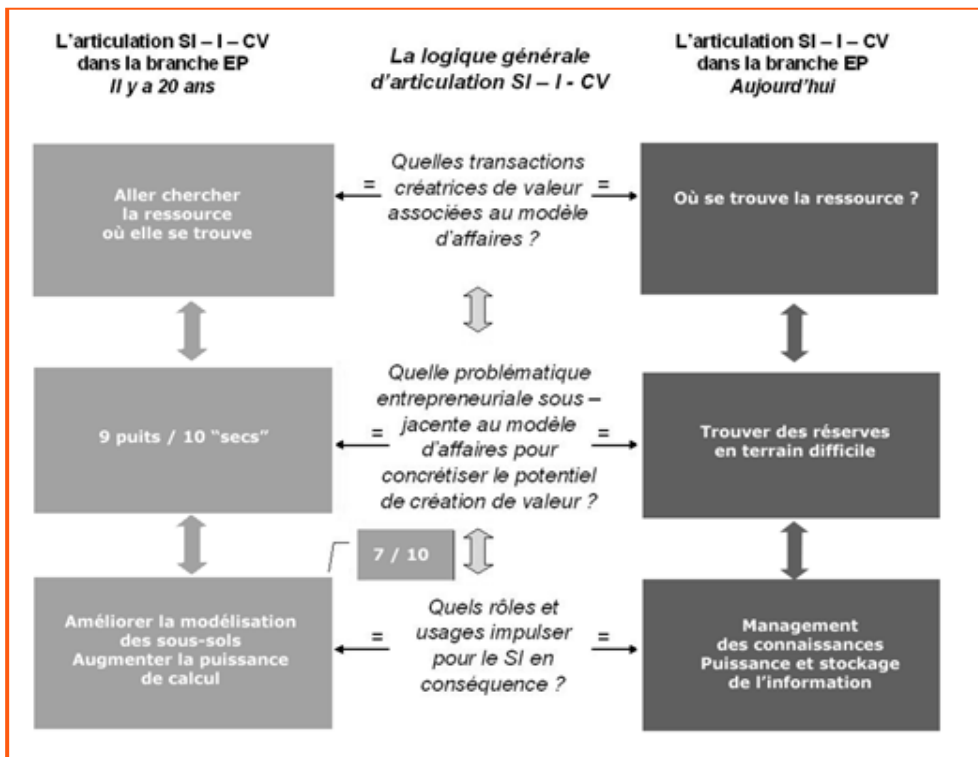 L'articulation SI – I – CV
dans la branche EP
Il y a 20 ans
La logique générale
d'articulation SI – I - CV
L'articulation SI – I – CV
dans la branche EP
Aujourd'hui
Aller chercher
la ressource
où elle se trouve
=
Quelles transactions
créatrices de valeur
associées au modèle
d'affaires ?
=
Où se trouve la ressource ?
9 puits / 10 "secs"
=
Quelle problématique
entrepreneuriale sous –
jacente au modèle
d'affaires pour
concrétiser le potentiel
de création de valeur ?
=
Trouver des réserves
en terrain difficile
7 / 10
Améliorer la modélisation
des sous-sols
Augmenter la puissance
de calcul
=
Quels rôles et
usages impulser
pour le SI en
conséquence ?
=
Management
des connaissances
Puissance et stockage
de l'information